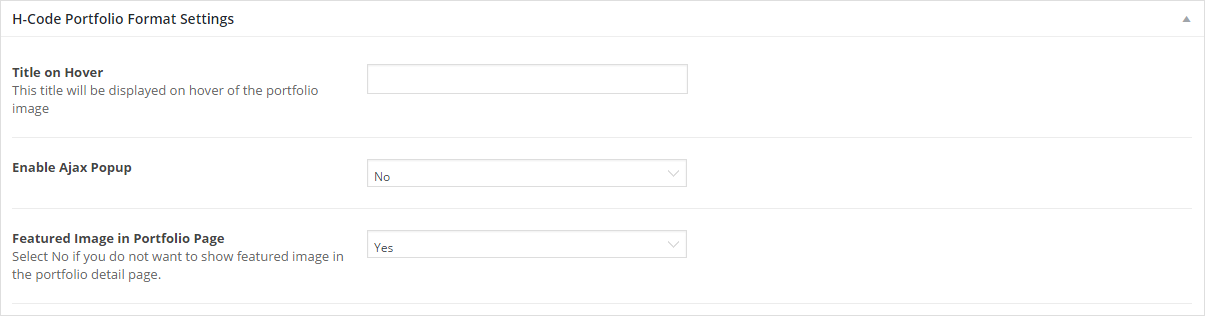 H-Code Portfolio Format Settings
Title on Hover
This title will be displayed on hover of the portfolio
image
Enable Ajax Popup
No
Featured Image in Portfolio Page
Select No if you do not want to show featured image in
the portfolio detail page.
Yes